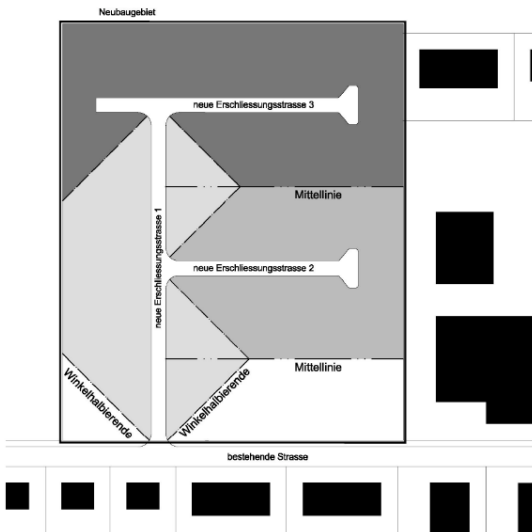 Neubaugebiet
neue Erschliessungsstrasse 3
Mittellinie
neue Erschliessungsstrasse 1
neue Erschliessungsstrasse 2
Mittellinie
Winkelhalbierende
Winkelhalbierende
bestehende Strasse